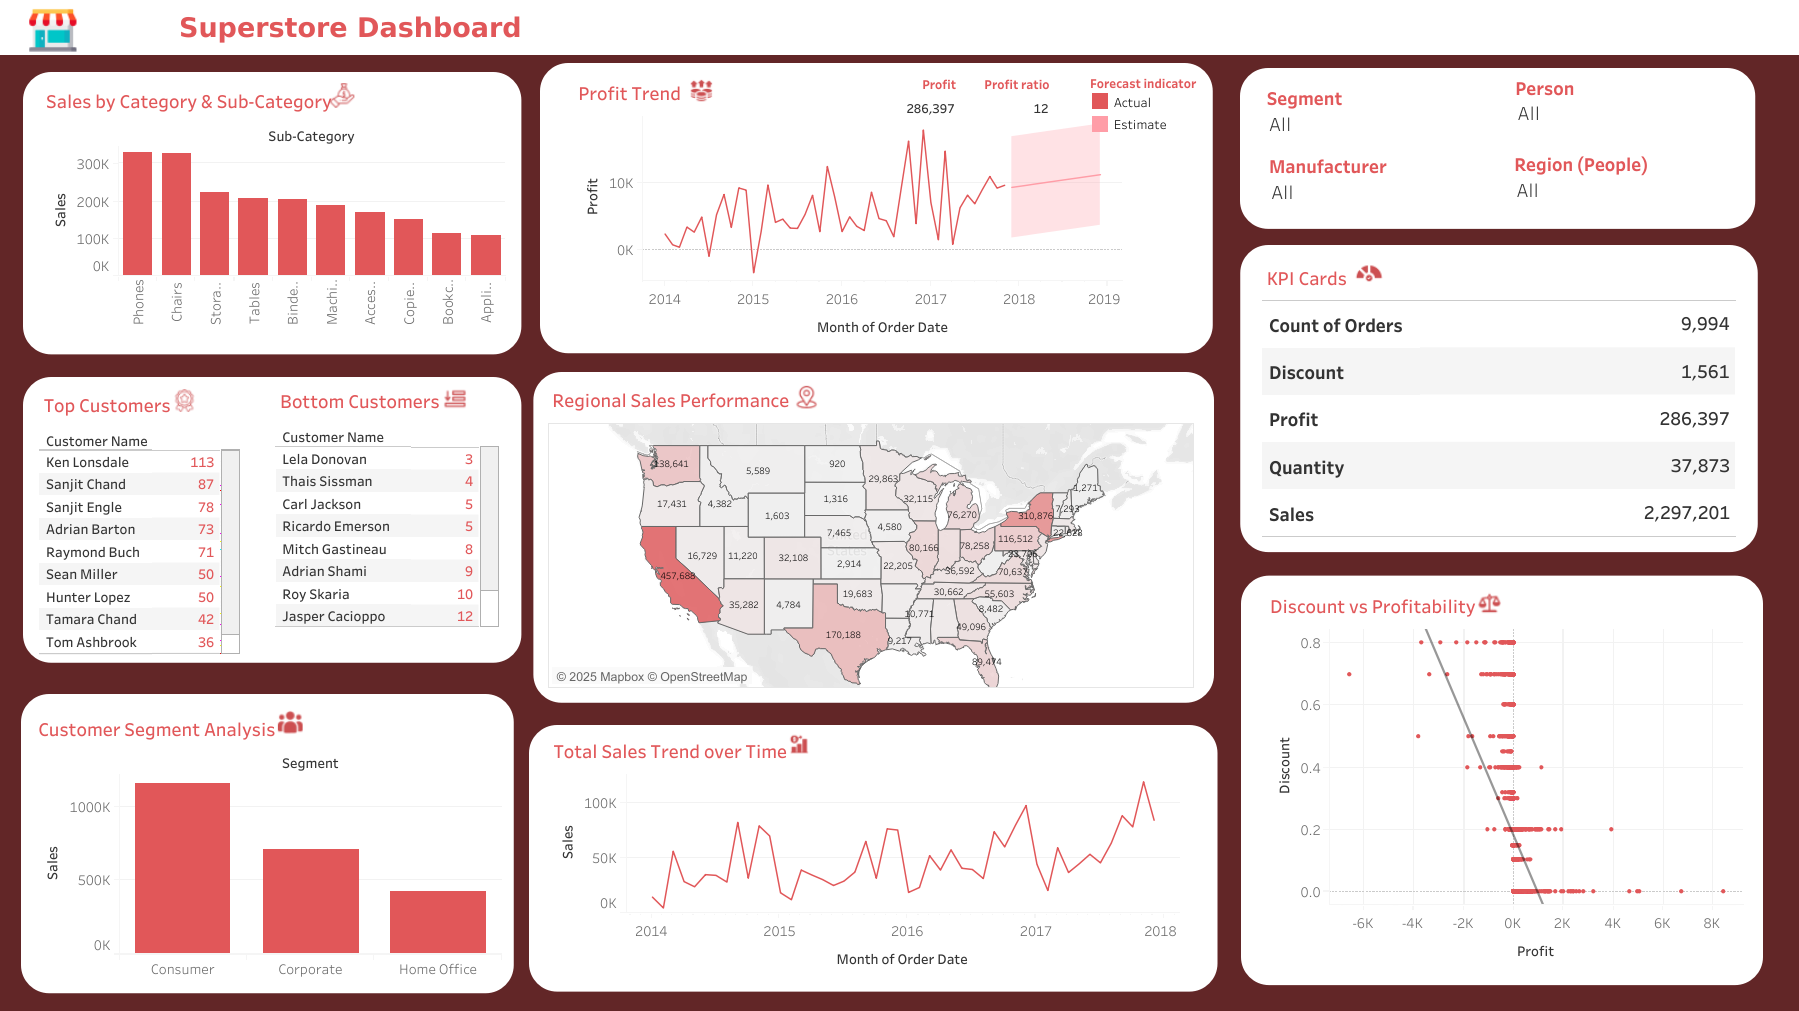 Superstore Dashboard
Sales by Category & Sub-Category
Sub-Category
300K
200K
100K
0K
Sales
Phones
Chairs
Stora..
Tables
Binde..
Machi..
Acces..
Copie..
Bookc..
Appli..
Profit Trend
Profit
286,397
Profit ratio
12
Forecast indicator
Actual
Estimate
Profit
10K
0K
2014
2015
2016
2017
2018
2019
Month of Order Date
Segment
All
Person
All
Manufacturer
All
Region (People)
All
KPI Cards
Count of Orders 9,994
Discount 1,561
Profit 286,397
Quantity 37,873
Sales 2,297,201
Top Customers
Customer Name
Ken Lonsdale 113
Sanjit Chand 87
Sanjit Engle 78
Adrian Barton 73
Raymond Buch 71
Sean Miller 50
Hunter Lopez 50
Tamara Chand 42
Tom Ashbrook 36
Bottom Customers
Customer Name
Lela Donovan 3
Thais Sissman 4
Carl Jackson 5
Ricardo Emerson 5
Mitch Gastineau 8
Adrian Shami 9
Roy Skaria 10
Jasper Cacioppo 12
Regional Sales Performance
138,641
5,589
920
29,863
1,271
17,431
4,382
1,316
32,115
76,270
310,876
7,293
1,603
7,465
4,580
116,512
16,729
11,220
32,108
2,914
80,166
78,258
457,688
22,205
36,592
70,637
35,282
4,784
19,683
30,662
55,603
10,771
8,482
170,188
9,217
49,096
89,474
United States
© 2025 Mapbox © OpenStreetMap
Customer Segment Analysis
Segment
1000K
500K
0K
Sales
Consumer
Corporate
Home Office
Total Sales Trend over Time
100K
50K
0K
Sales
2014
2015
2016
2017
2018
Month of Order Date
Discount vs Profitability
0.8
0.6
0.4
0.2
0.0
Discount
-6K
-4K
-2K
0K
2K
4K
6K
8K
Profit